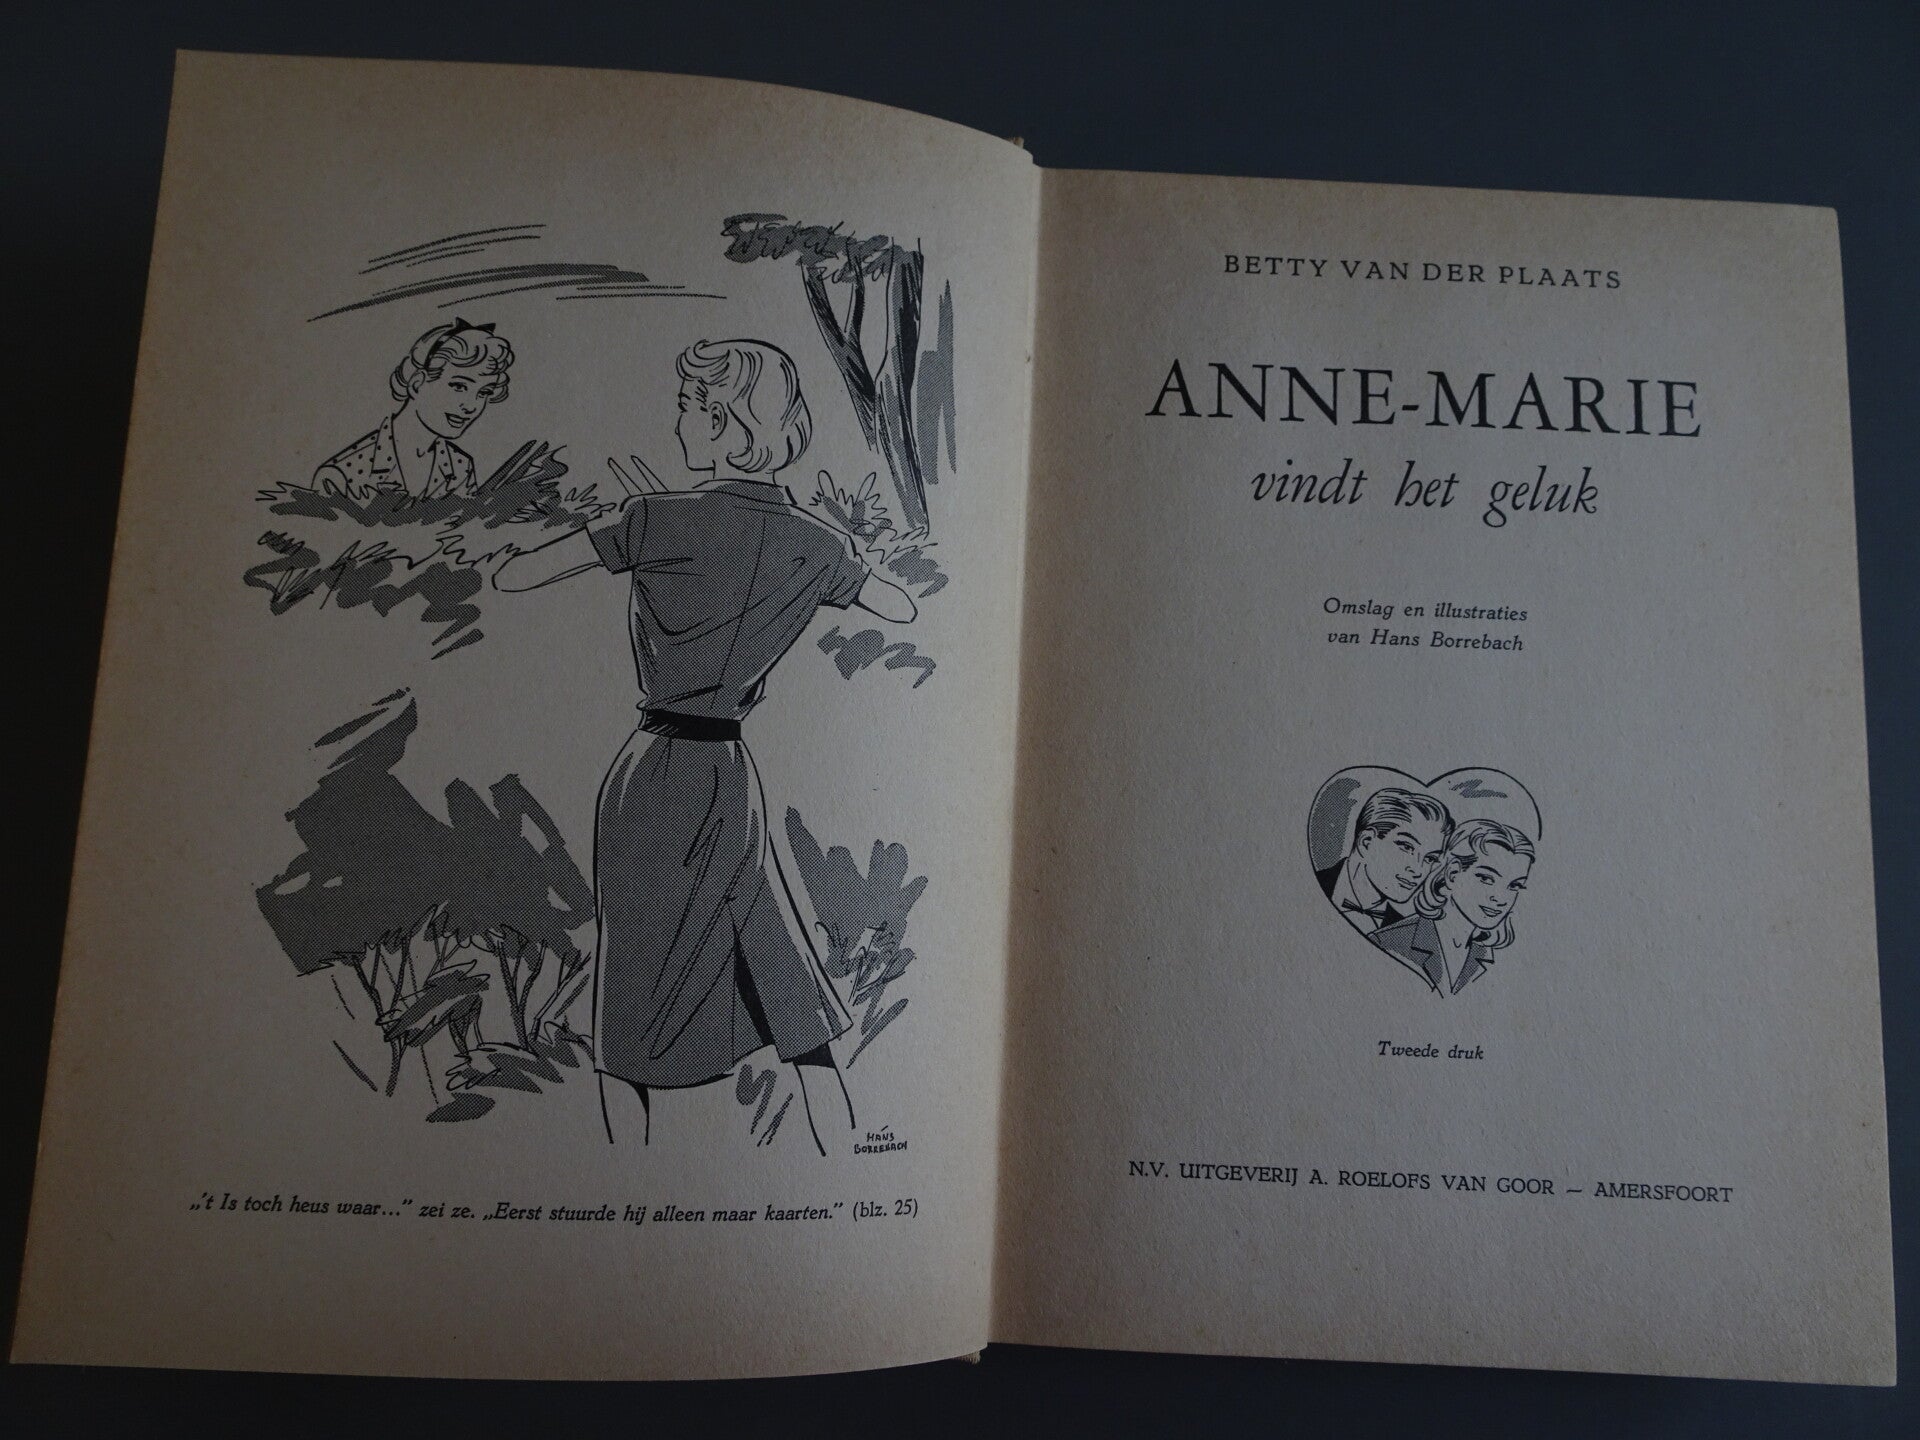 HANS
BORREBACH
„'t Is toch heus waar...” zei ze. „Eerst stuurde hij alleen maar kaarten.” (blz. 25)
BETTY VAN DER PLAATS
ANNE-MARIE
vindt het geluk
Omslag en illustraties
van Hans Borrebach
Tweede druk
N.V. UITGEVERIJ A. ROELOFS VAN GOOR – AMERSFOORT